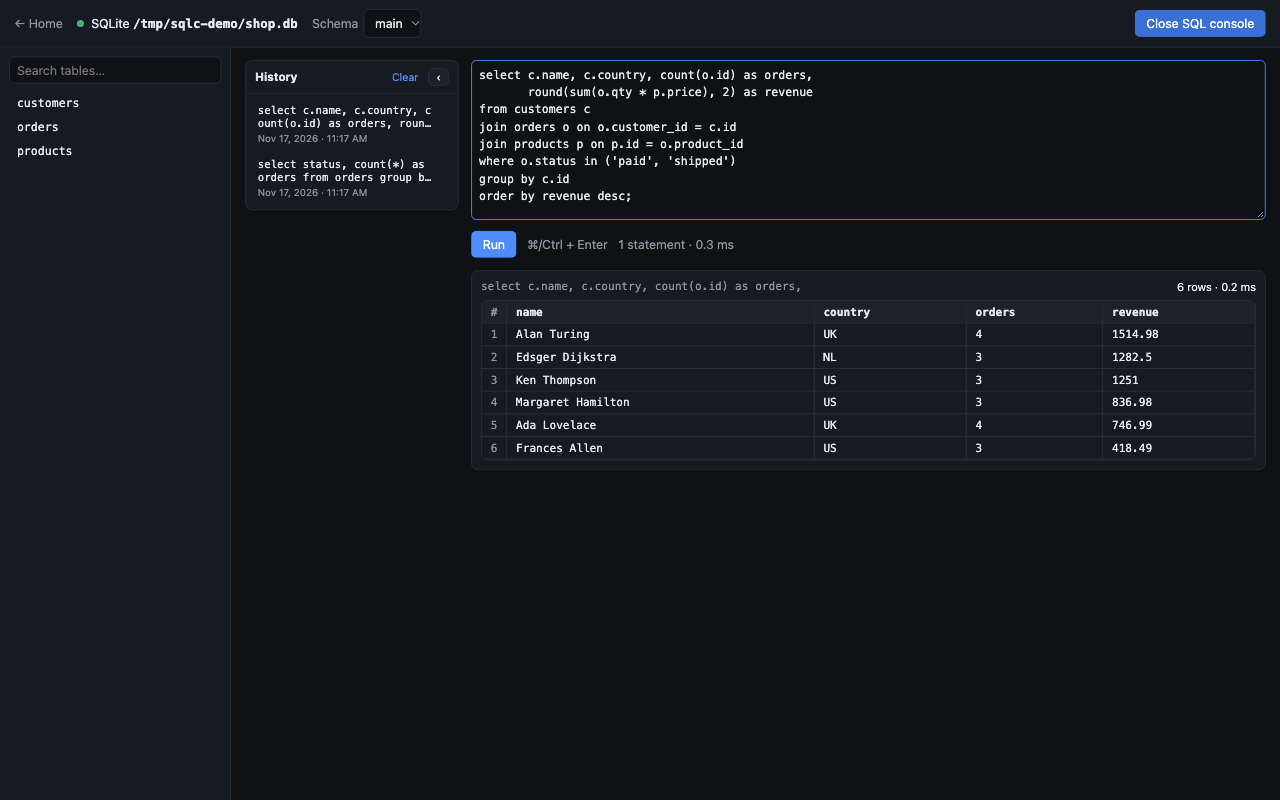 ← Home SQLite /tmp/sqlc-demo/shop.db Schema main Close SQL console
Search tables...
customers
orders
products
History Clear ‹
select c.name, c.country, c
ount(o.id) as orders, roun…
Nov 17, 2026 · 11:17 AM
select status, count(*) as
orders from orders group b…
Nov 17, 2026 · 11:17 AM
select c.name, c.country, count(o.id) as orders,
round(sum(o.qty * p.price), 2) as revenue
from customers c
join orders o on o.customer_id = c.id
join products p on p.id = o.product_id
where o.status in ('paid', 'shipped')
group by c.id
order by revenue desc;
Run ⌘/Ctrl + Enter 1 statement · 0.3 ms
select c.name, c.country, count(o.id) as orders, 6 rows · 0.2 ms
# name country orders revenue
1 Alan Turing UK 4 1514.98
2 Edsger Dijkstra NL 3 1282.5
3 Ken Thompson US 3 1251
4 Margaret Hamilton US 3 836.98
5 Ada Lovelace UK 4 746.99
6 Frances Allen US 3 418.49